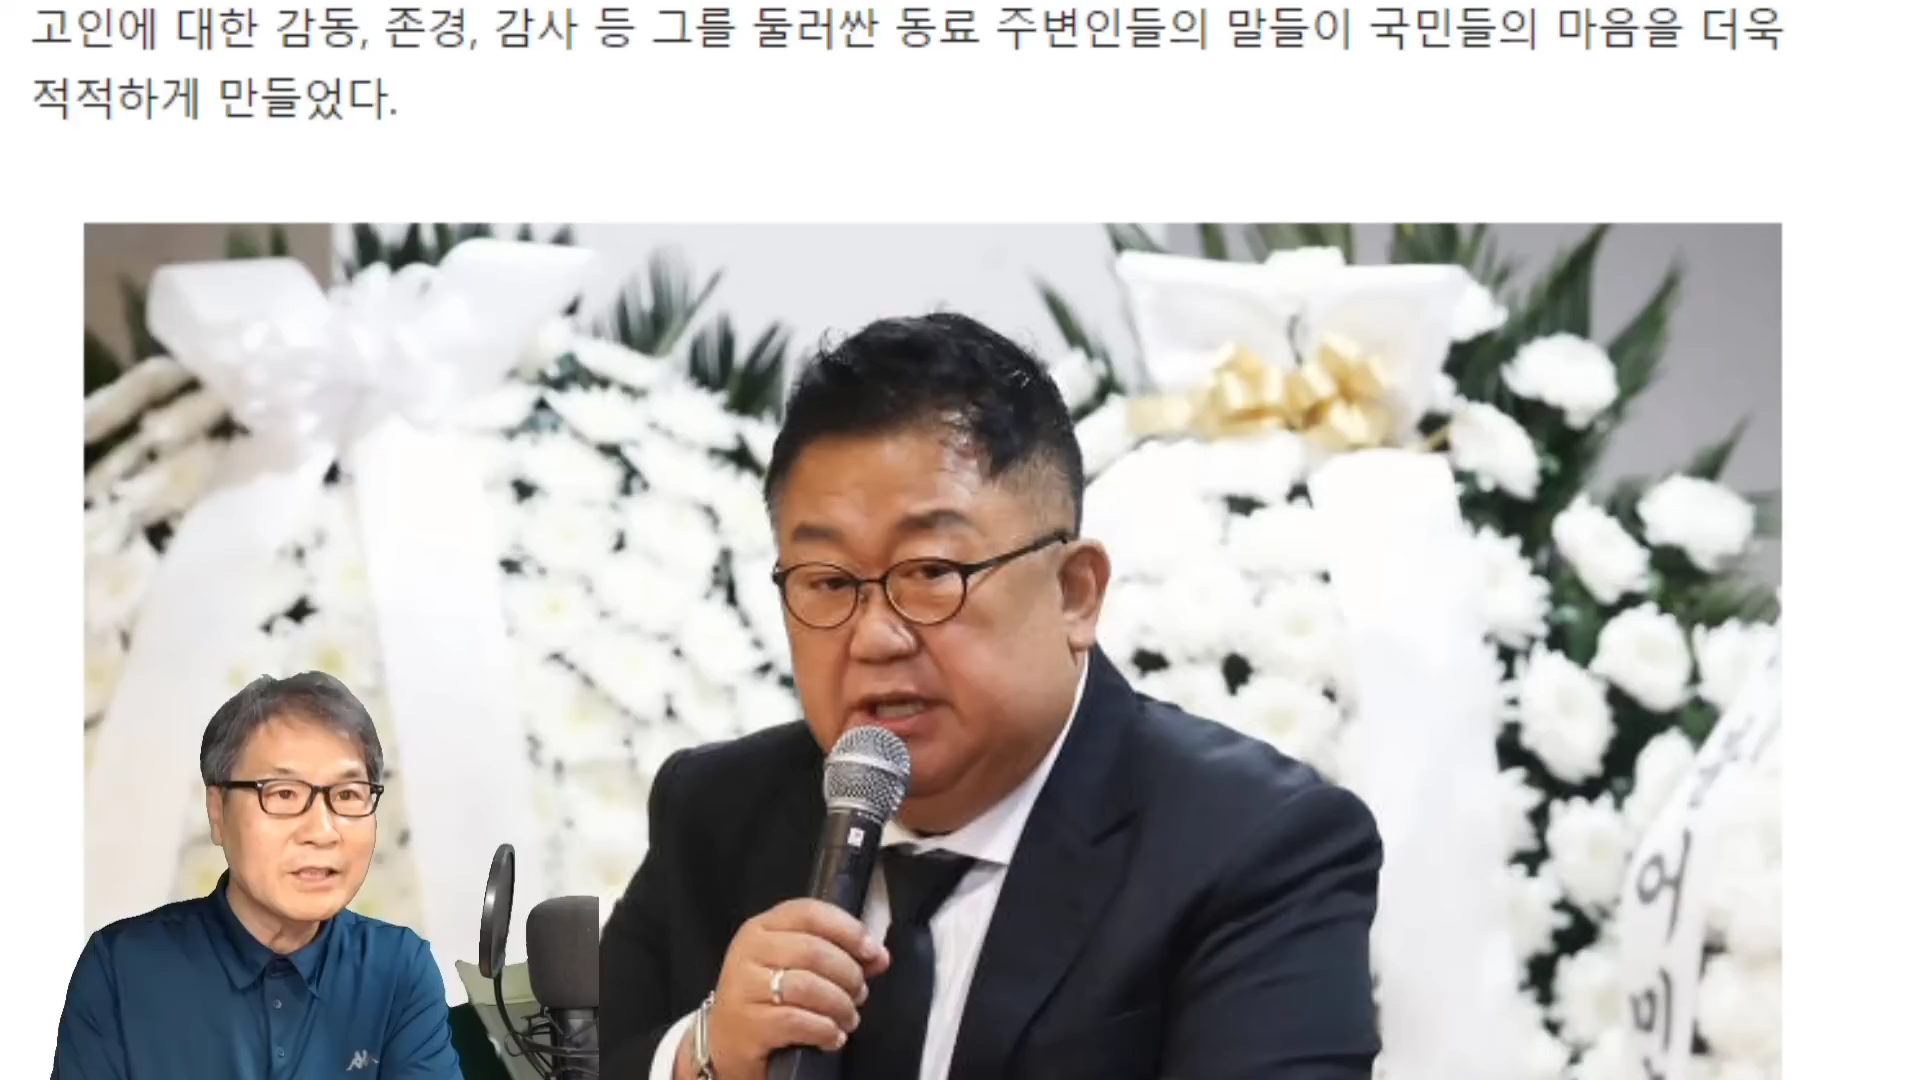 고인에 대한 감동, 존경, 감사 등 그를 둘러싼 동료 주변인들의 말들이 국민들의 마음을 더욱
적적하게 만들었다.